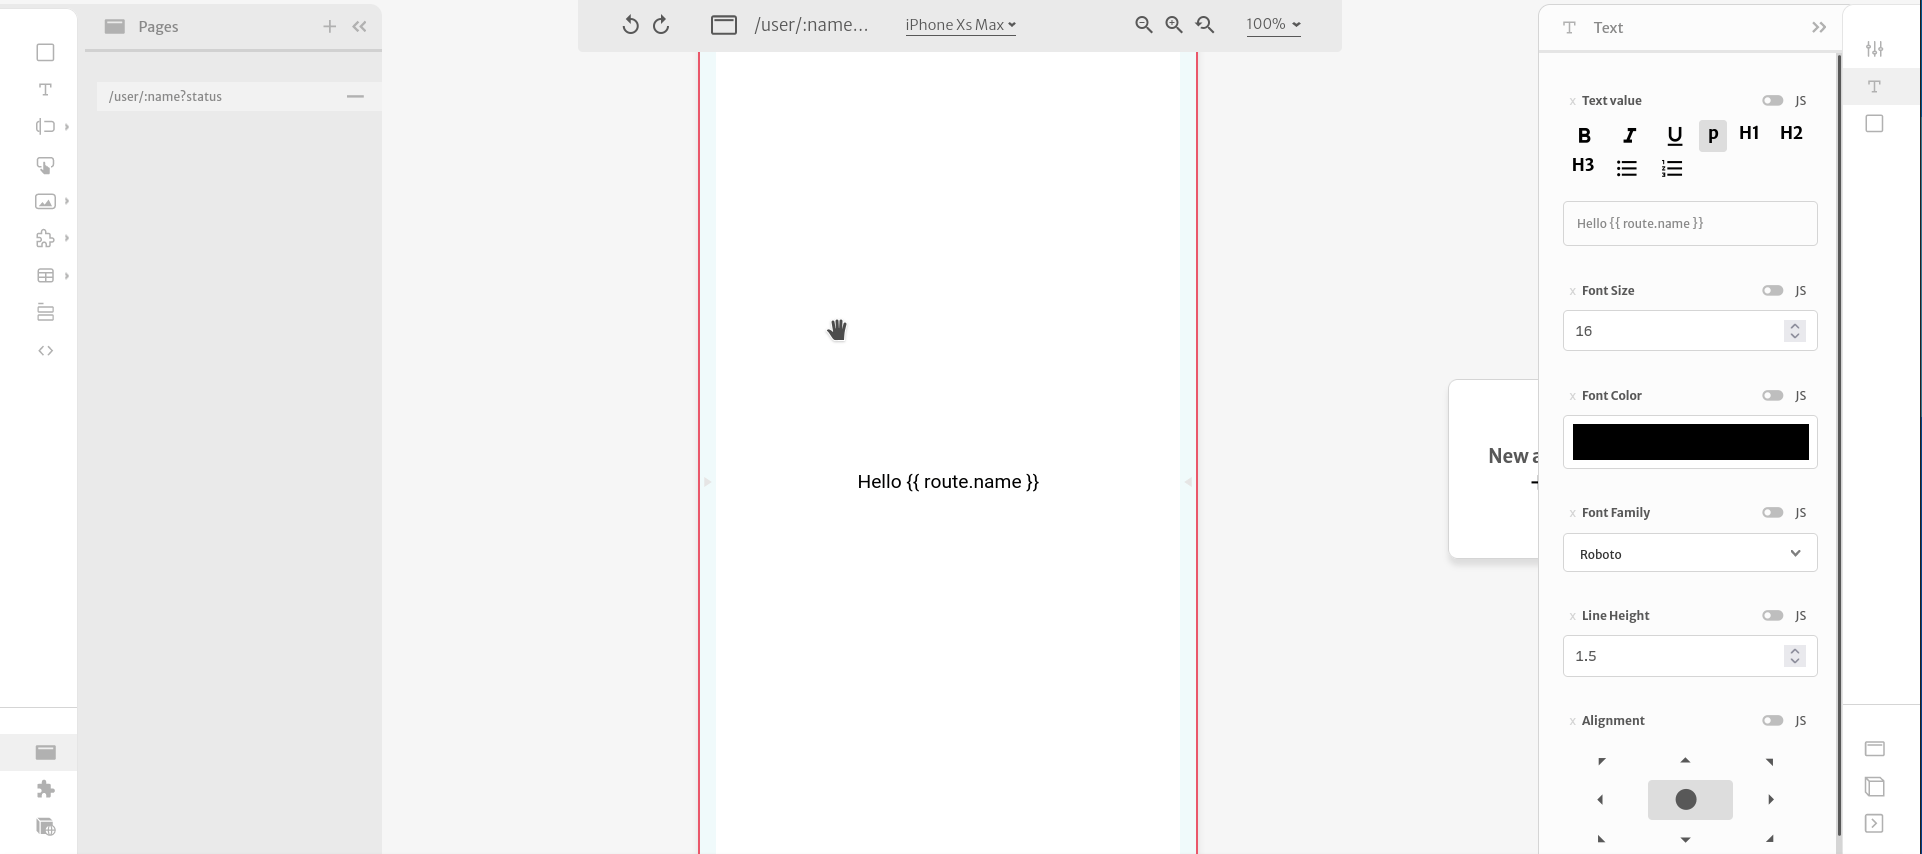 Pages
/user/:name?status
/user/:name...
iPhone Xs Max
100%
Hello {{ route.name }}
New a
Text
x Text value JS
B I U p H1 H2
H3
Hello {{ route.name }}
x Font Size JS
16
x Font Color JS
x Font Family JS
Roboto
x Line Height JS
1.5
x Alignment JS